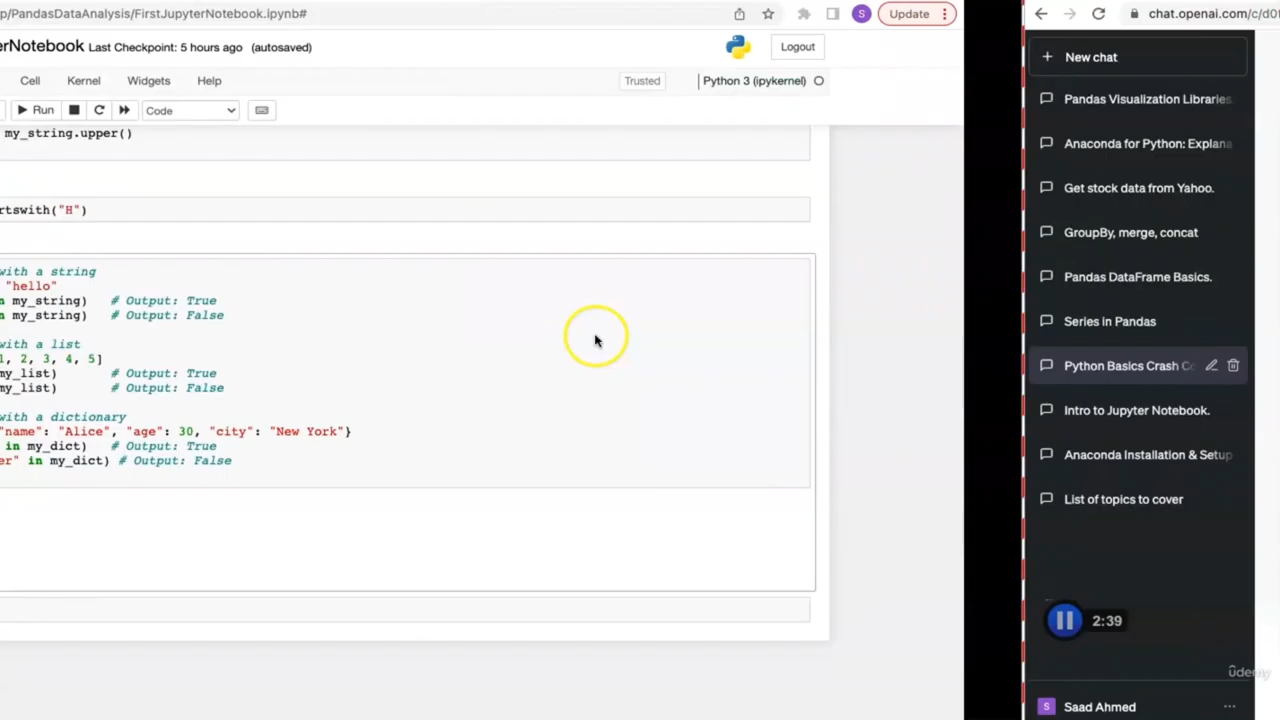 p/PandasDataAnalysis/FirstJupyterNotebook.ipynb#
S
Update
erNotebook Last Checkpoint: 5 hours ago (autosaved)
Logout
Cell Kernel Widgets Help
Trusted
Python 3 (ipykernel)
Run
Code
my_string.upper()
rtswith("H")
with a string
"hello"
n my_string) # Output: True
n my_string) # Output: False
with a list
1, 2, 3, 4, 5]
my_list) # Output: True
my_list) # Output: False
with a dictionary
"name": "Alice", "age": 30, "city": "New York"}
in my_dict) # Output: True
er" in my_dict) # Output: False
chat.openai.com/c/d0f
+ New chat
Pandas Visualization Libraries.
Anaconda for Python: Explana
Get stock data from Yahoo.
GroupBy, merge, concat
Pandas DataFrame Basics.
Series in Pandas
Python Basics Crash Co
Intro to Jupyter Notebook.
Anaconda Installation & Setup
List of topics to cover
2:39
udemy
S Saad Ahmed ...